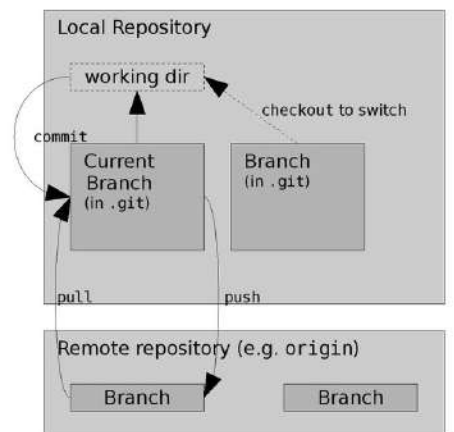 Local Repository
working dir
checkout to switch
commit
Current
Branch
(in .git)
Branch
(in .git)
pull
push
Remote repository (e.g. origin)
Branch
Branch